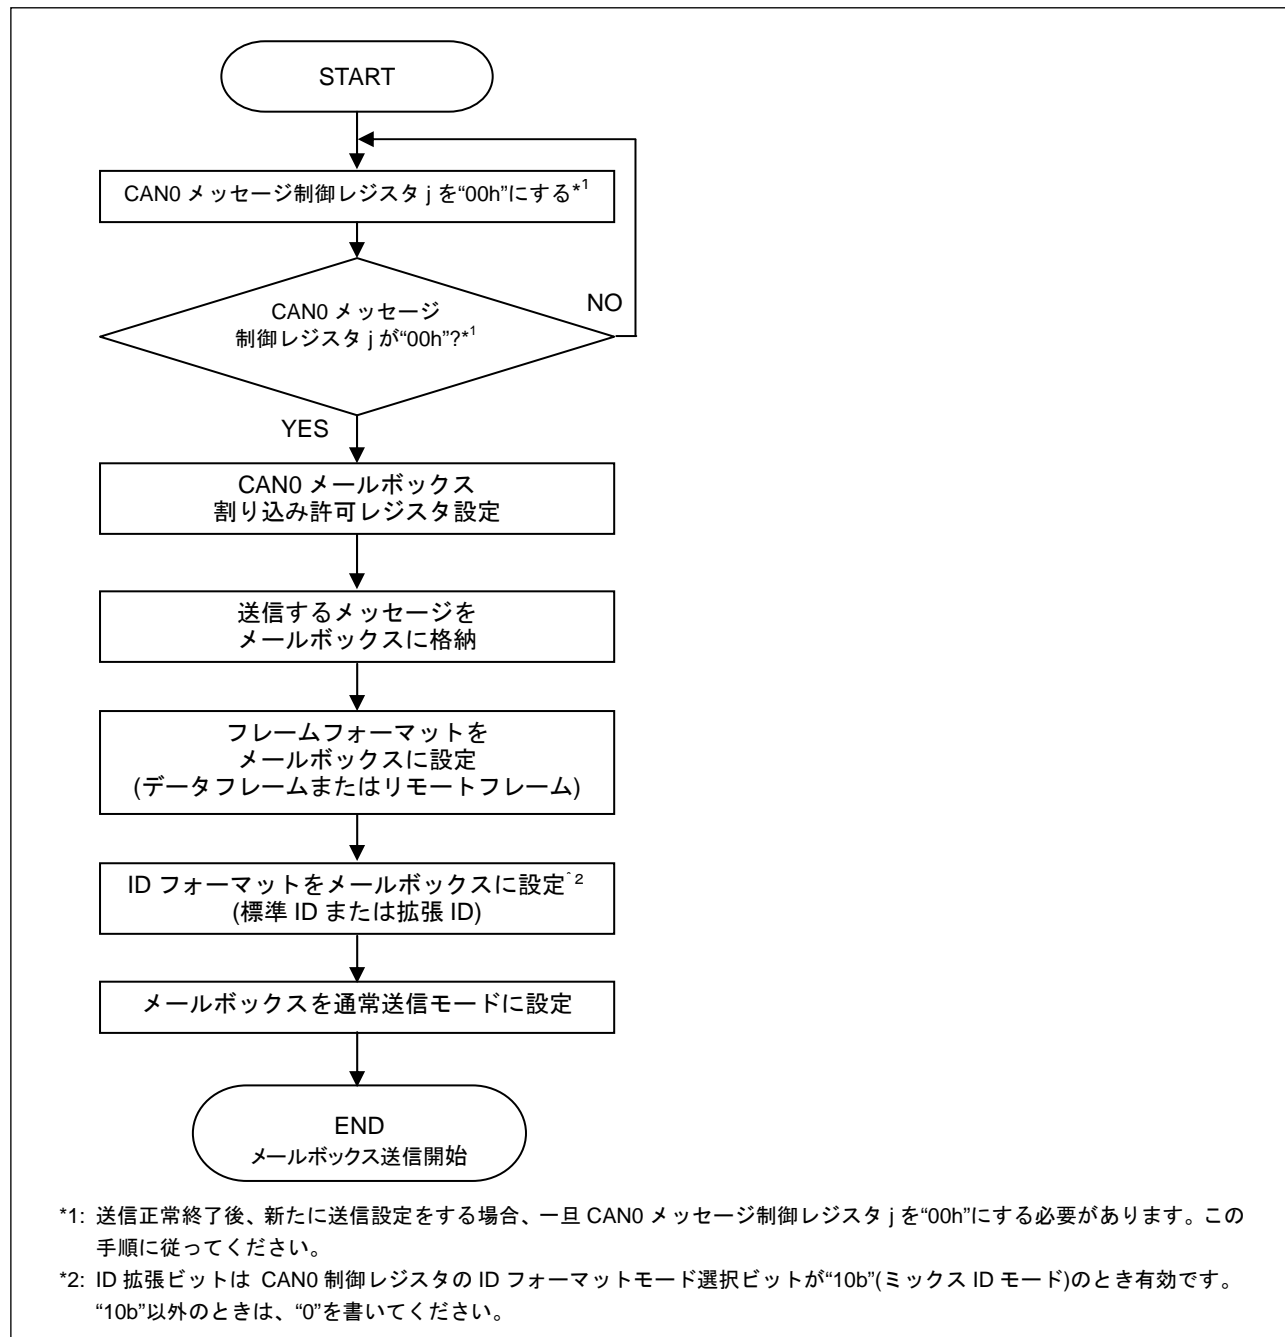 START
CAN0 メッセージ制御レジスタ j を“00h”にする*1
CAN0 メッセージ
制御レジスタ j が“00h”?*1
NO
YES
CAN0 メールボックス
割り込み許可レジスタ設定
送信するメッセージを
メールボックスに格納
フレームフォーマットを
メールボックスに設定
(データフレームまたはリモートフレーム)
ID フォーマットをメールボックスに設定*2
(標準 ID または拡張 ID)
メールボックスを通常送信モードに設定
END
メールボックス送信開始
*1: 送信正常終了後、新たに送信設定をする場合、一旦 CAN0 メッセージ制御レジスタ j を“00h”にする必要があります。この
手順に従ってください。
*2: ID 拡張ビットは CAN0 制御レジスタの ID フォーマットモード選択ビットが“10b”(ミックス ID モード)のとき有効です。
“10b”以外のときは、“0”を書いてください。